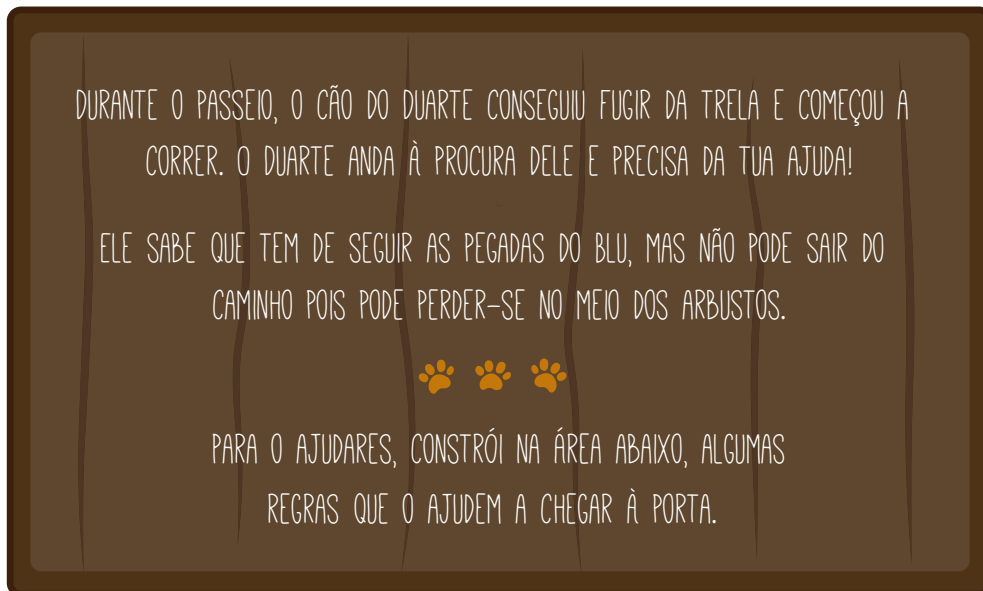 DURANTE O PASSEIO, O CÃO DO DUARTE CONSEGUIU FUGIR DA TRELA E COMEÇOU A
CORRER. O DUARTE ANDA À PROCURA DELE E PRECISA DA TUA AJUDA!
ELE SABE QUE TEM DE SEGUIR AS PEGADAS DO BLU, MAS NÃO PODE SAIR DO
CAMINHO POIS PODE PERDER-SE NO MEIO DOS ARBUSTOS.
PARA O AJUDARES, CONSTRÓI NA ÁREA ABAIXO, ALGUMAS
REGRAS QUE O AJUDEM A CHEGAR À PORTA.